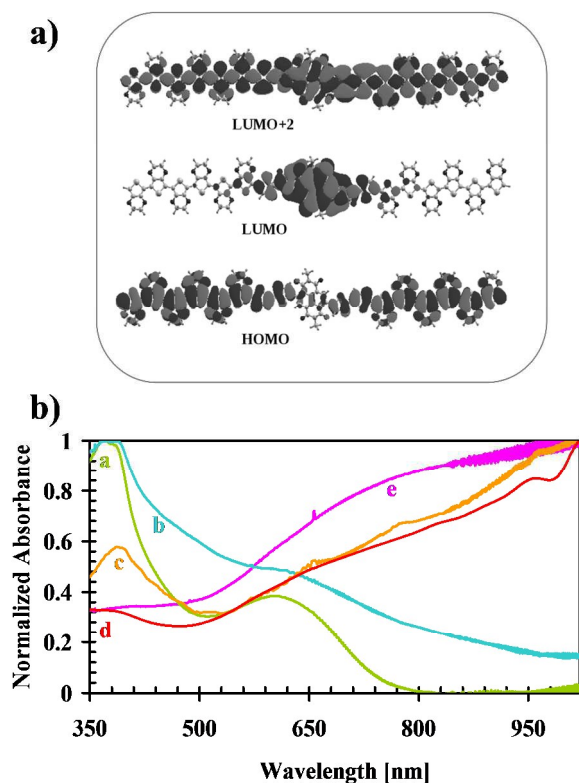 a)
LUMO+2
LUMO
HOMO
b)
Normalized Absorbance
1
0.8
0.6
0.4
0.2
0
a
b
c
d
e
350
500
650
800
950
Wavelength [nm]